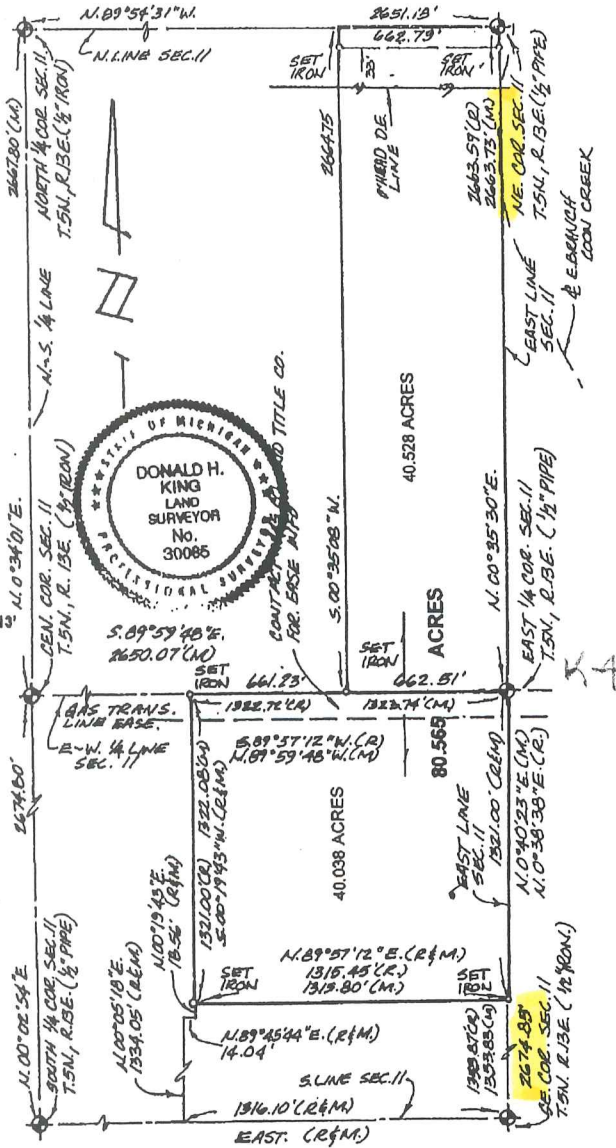 N.89°54'31"W.
2651.13'
662.79'
N. LINE SEC. 11
SET
IRON
SET
IRON
33'
2667.80'(M)
NORTH 1/4 COR. SEC. 11
T.5N., R.13E. (1/2" IRON)
N.-S. 1/4 LINE
2664.75
O'HEAD D.E.
LINE
2663.59'(R)
2663.73'(M)
NE. COR. SEC. 11
T.5N., R.13E. (1/2" PIPE)
EAST LINE
SEC. 11
℄ E. BRANCH
COON CREEK
STATE OF MICHIGAN
DONALD H.
KING
LAND
SURVEYOR
No.
30085
PROFESSIONAL SURVEYOR
N.0°34'01"E.
CEN. COR. SEC. 11
T.5N., R.13E. (1/2" IRON)
TITLE CO.
FOR EASE INFO
40.528 ACRES
S.00°35'08"W.
N.00°35'30"E.
EAST 1/4 COR. SEC. 11
T.5N., R.13E. (1/2" PIPE)
80.565 ACRES
S.89°59'48"E.
2650.07'(M)
SET
IRON
SET
IRON
661.23'
662.51'
1322.72'(R)
1323.74'(M)
GAS TRANS.
LINE EASE.
E-W. 1/4 LINE
SEC. 11
S.89°57'12"W.(R)
N.89°59'48"W.(M)
K-4
2674.80'
1321.00'(R) 1322.08'(M)
S.00°19'43"W.(R&M)
40.038 ACRES
EAST LINE
SEC. 11
1321.00'(R&M)
N.0°40'23"E.(M)
N.0°38'38"E.(R.)
N.00°02'54"E
SOUTH 1/4 COR. SEC. 11
T.5N., R.13E. (1/2" PIPE)
N.00°05'18"E.
1334.05'(R&M)
N.00°19'43"E.
18.56' (R&M)
SET
IRON
N.89°57'12"E.(R&M.)
1315.45'(R.)
1315.80'(M.)
SET
IRON
N.89°45'44"E.(R&M.)
14.04'
S. LINE SEC. 11
1316.10'(R&M)
EAST. (R&M.)
1353.87'(R)
1353.83'(M)
2674.83'
SE. COR. SEC. 11
T.5N., R.13E. (1/2" IRON.)